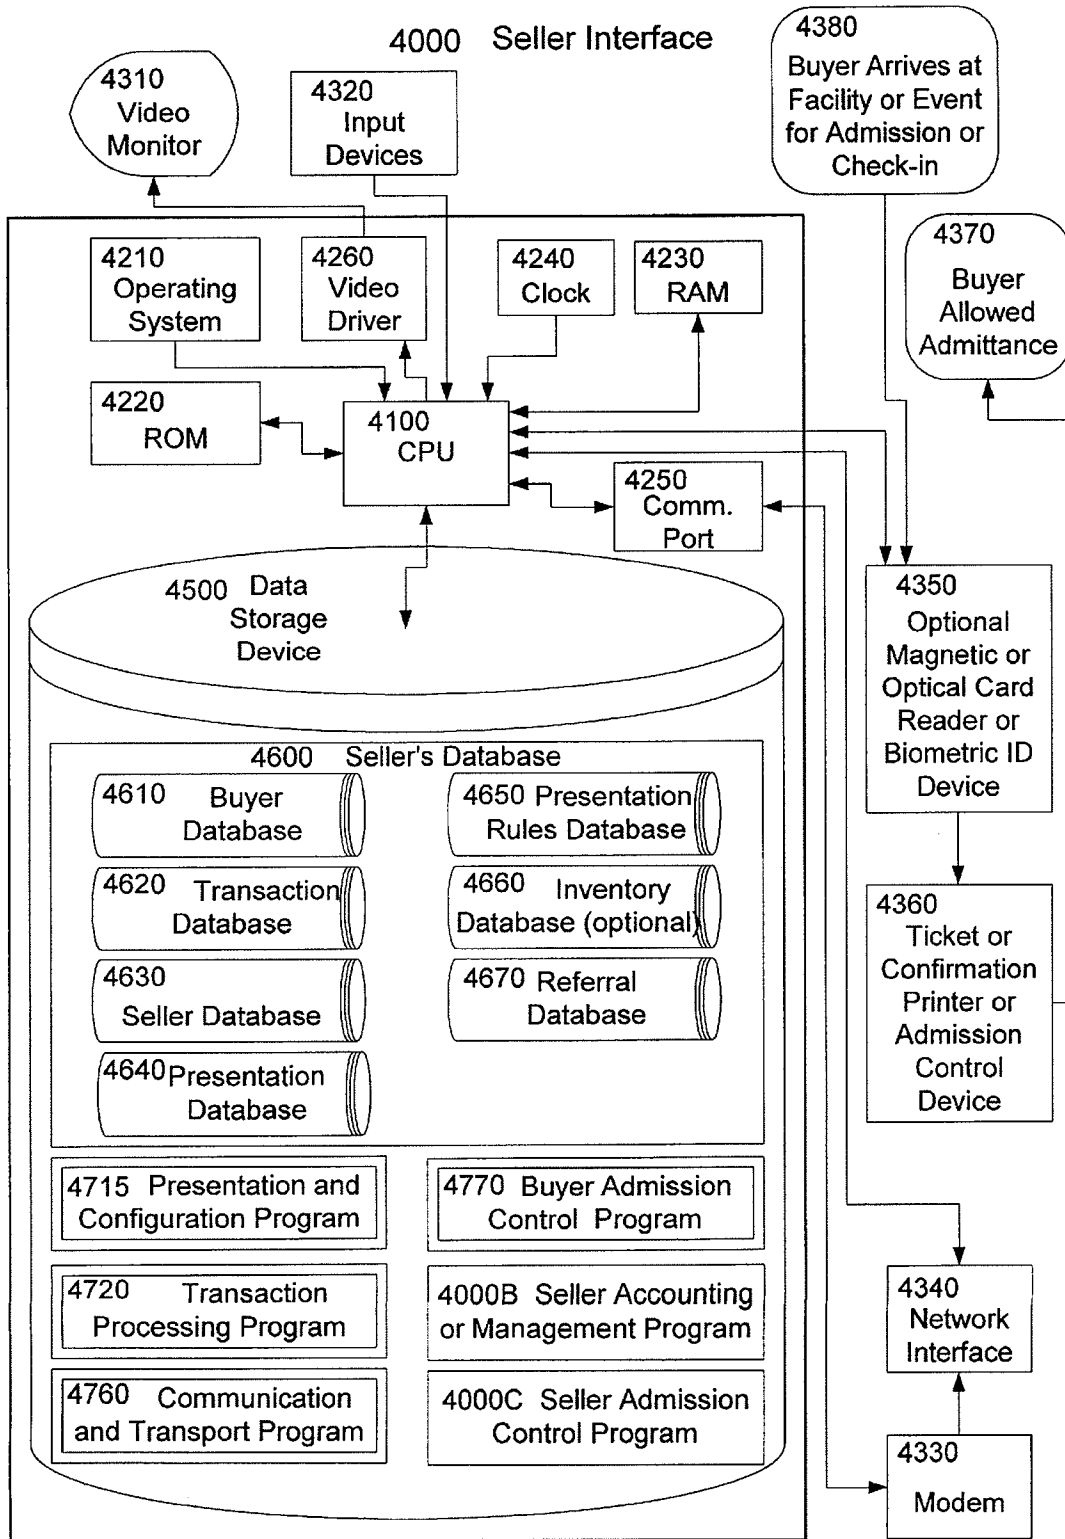 4000 Seller Interface
4310
Video
Monitor
4320
Input
Devices
4380
Buyer Arrives at
Facility or Event
for Admission or
Check-in
4370
Buyer
Allowed
Admittance
4210
Operating
System
4260
Video
Driver
4240
Clock
4230
RAM
4220
ROM
4100
CPU
4250
Comm.
Port
4500 Data
Storage
Device
4350
Optional
Magnetic or
Optical Card
Reader or
Biometric ID
Device
4600 Seller's Database
4610 Buyer
Database
4650 Presentation
Rules Database
4620 Transaction
Database
4660 Inventory
Database (optional)
4630
Seller Database
4670 Referral
Database
4640 Presentation
Database
4360
Ticket or
Confirmation
Printer or
Admission
Control
Device
4715 Presentation and
Configuration Program
4770 Buyer Admission
Control Program
4720 Transaction
Processing Program
4000B Seller Accounting
or Management Program
4760 Communication
and Transport Program
4000C Seller Admission
Control Program
4340
Network
Interface
4330
Modem